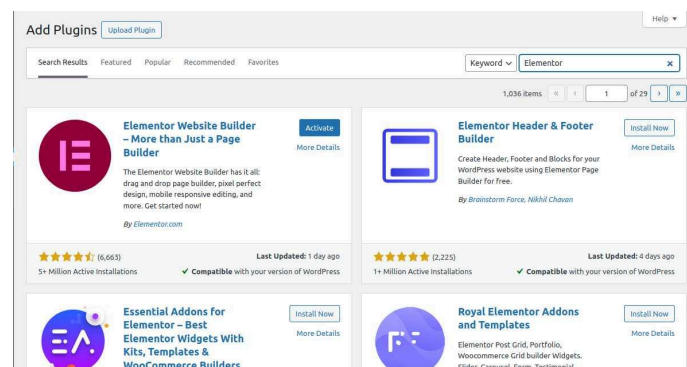 Help ▼
Add Plugins Upload Plugin
Search Results Featured Popular Recommended Favorites Keyword Elementor ×
1,036 items « ‹ 1 of 29 › »
Elementor Website Builder
– More than Just a Page
Builder
Activate
More Details
The Elementor Website Builder has it all:
drag and drop page builder, pixel perfect
design, mobile responsive editing, and
more. Get started now!
By Elementor.com
(6,663)
Last Updated: 1 day ago
5+ Million Active Installations
✔ Compatible with your version of WordPress
Elementor Header & Footer
Builder
Install Now
More Details
Create Header, Footer and Blocks for your
WordPress website using Elementor Page
Builder for free.
By Brainstorm Force, Nikhil Chavan
(2,225)
Last Updated: 4 days ago
1+ Million Active Installations
✔ Compatible with your version of WordPress
Essential Addons for
Elementor – Best
Elementor Widgets With
Kits, Templates &
WooCommerce Builders
Install Now
More Details
Royal Elementor Addons
and Templates
Install Now
More Details
Elementor Post Grid, Portfolio,
Woocommerce Grid builder Widgets.
Slider, Carousel, Form, Testimonial